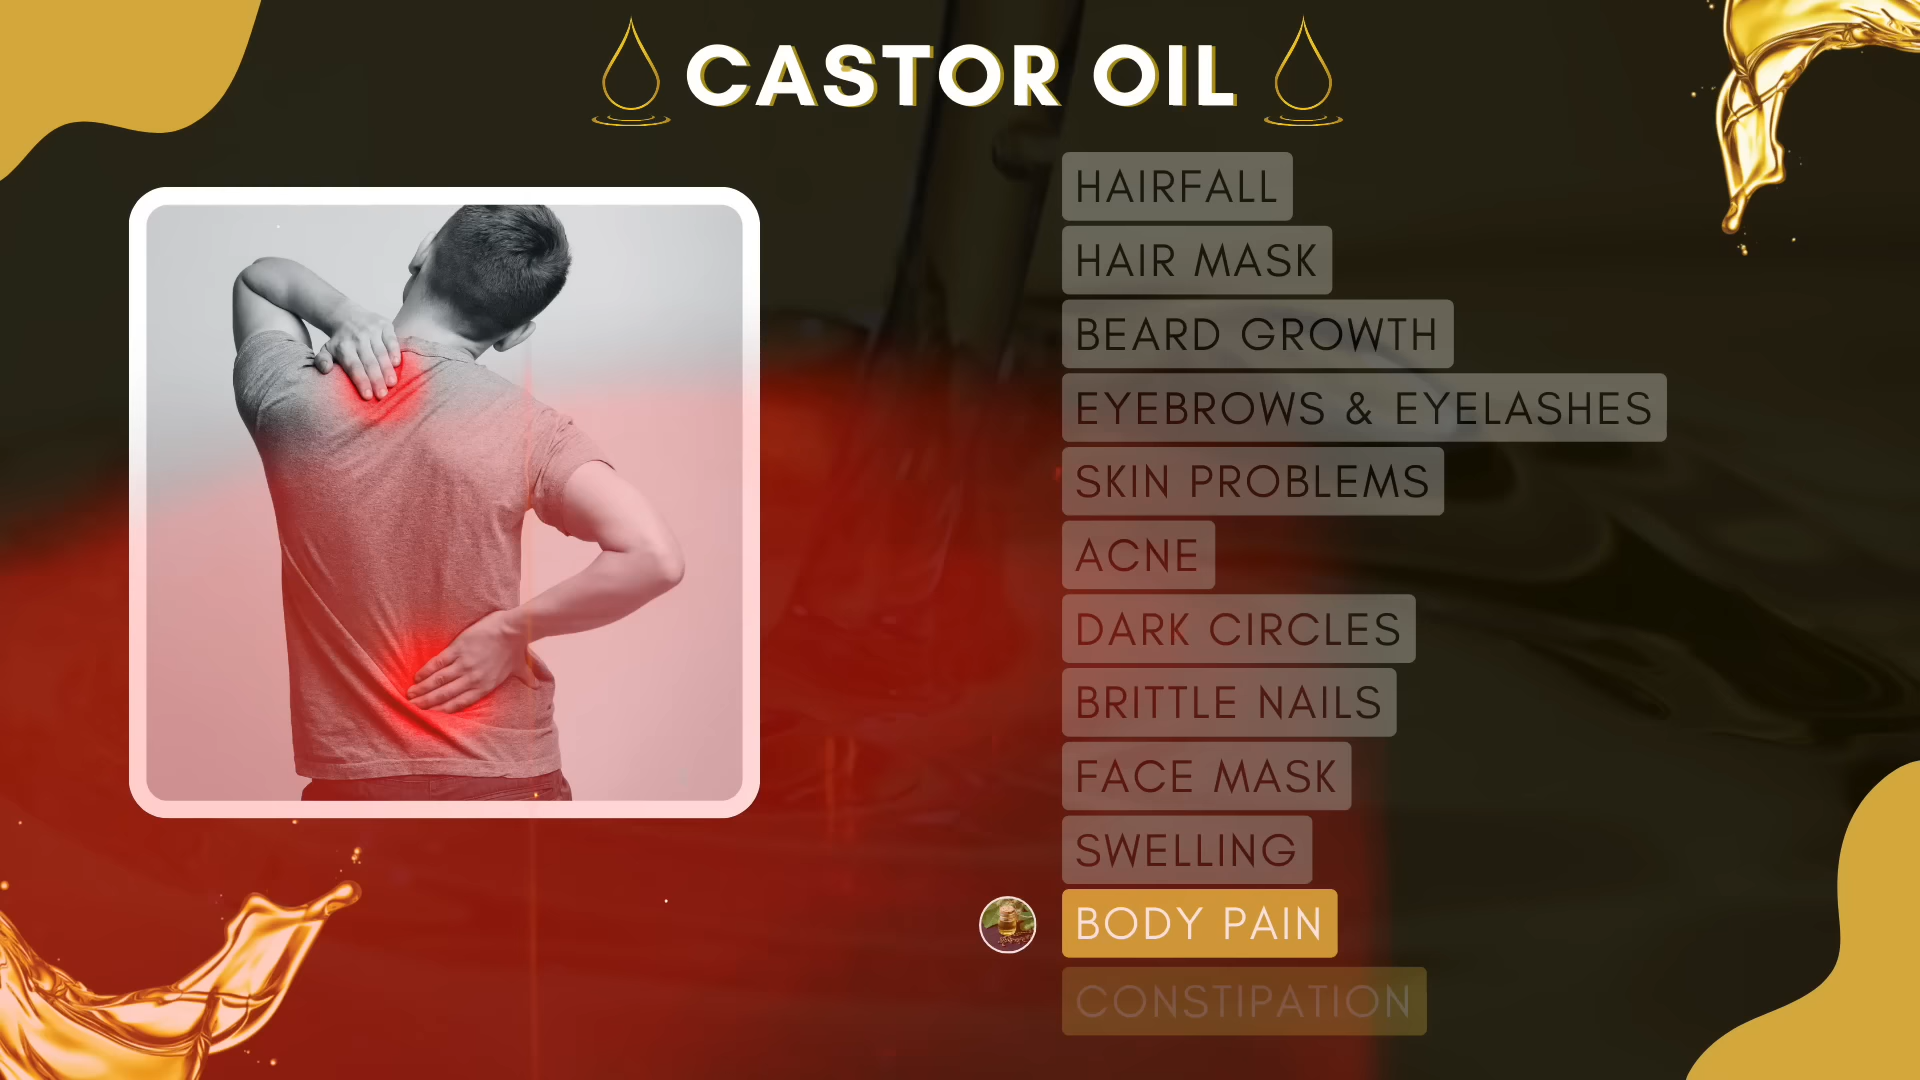 CASTOR OIL
HAIRFALL
HAIR MASK
BEARD GROWTH
EYEBROWS & EYELASHES
SKIN PROBLEMS
ACNE
DARK CIRCLES
BRITTLE NAILS
FACE MASK
SWELLING
BODY PAIN
CONSTIPATION